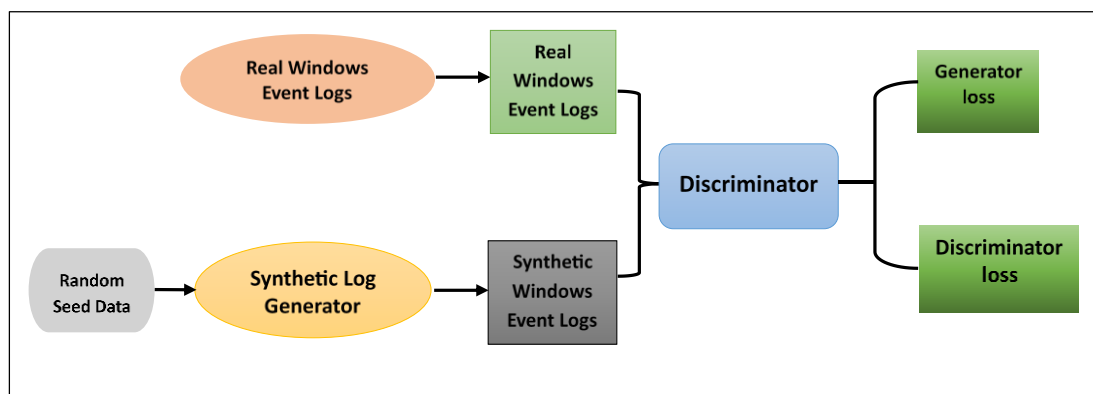 Real Windows
Event Logs
Real
Windows
Event Logs
Generator
loss
Discriminator
Random
Seed Data
Synthetic Log
Generator
Synthetic
Windows
Event Logs
Discriminator
loss